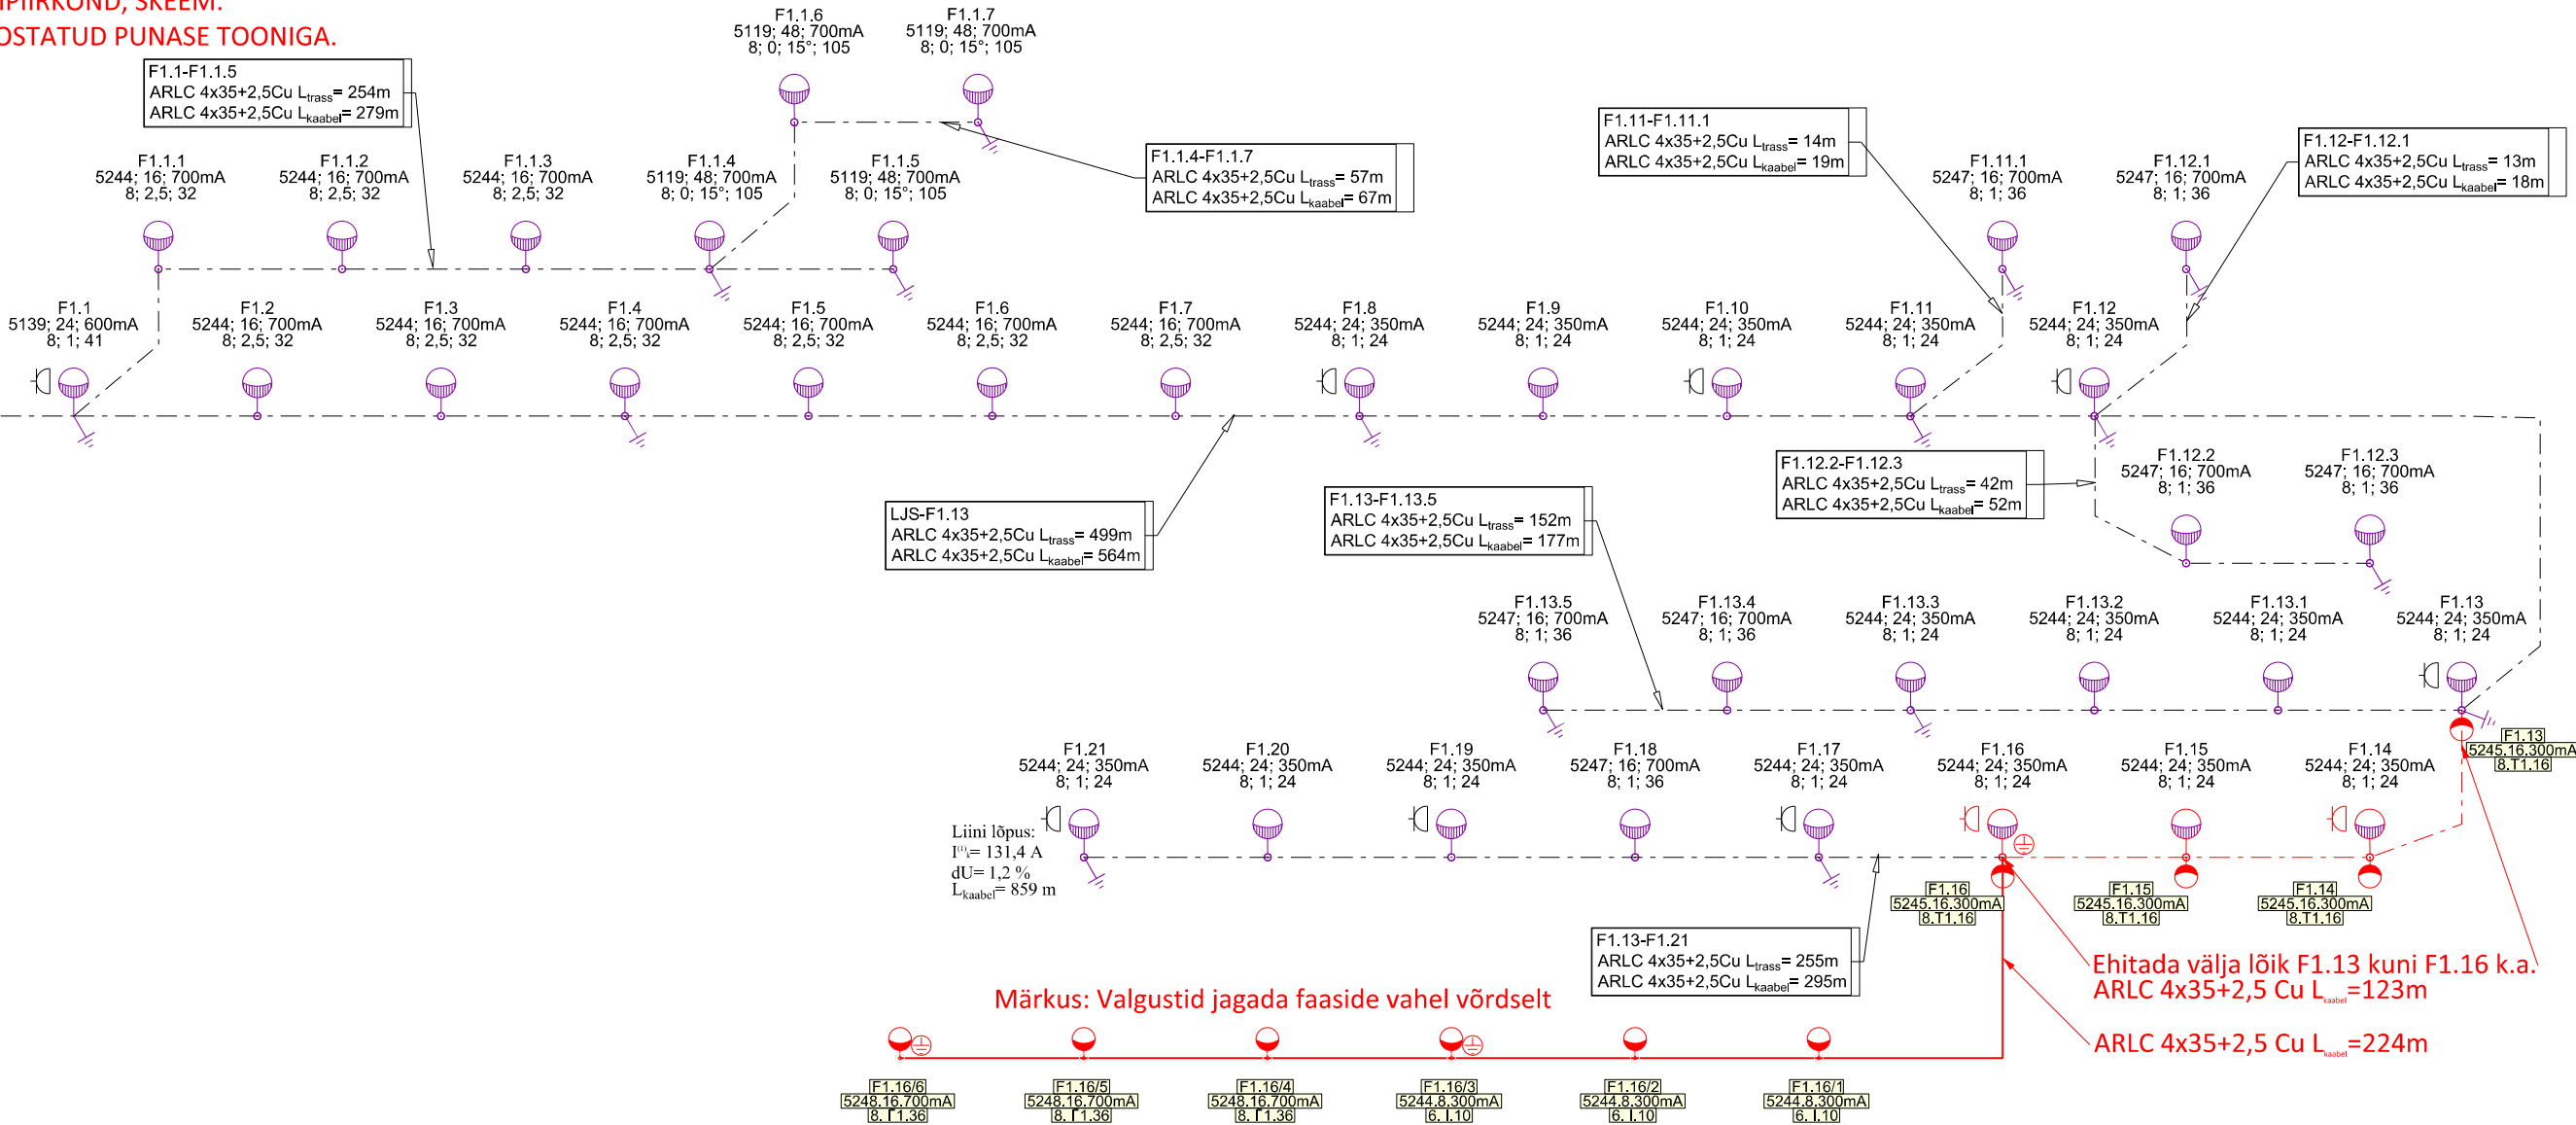 PIIRKOND, SKEEM.
OSTATUD PUNASE TOONIGA.
F1.1.6
5119; 48; 700mA
8; 0; 15°; 105
F1.1.7
5119; 48; 700mA
8; 0; 15°; 105
F1.1-F1.1.5
ARLC 4x35+2,5Cu Ltrass= 254m
ARLC 4x35+2,5Cu Lkaabel= 279m
F1.1.4-F1.1.7
ARLC 4x35+2,5Cu Ltrass= 57m
ARLC 4x35+2,5Cu Lkaabel= 67m
F1.11-F1.11.1
ARLC 4x35+2,5Cu Ltrass= 14m
ARLC 4x35+2,5Cu Lkaabel= 19m
F1.12-F1.12.1
ARLC 4x35+2,5Cu Ltrass= 13m
ARLC 4x35+2,5Cu Lkaabel= 18m
F1.1.1
5244; 16; 700mA
8; 2,5; 32
F1.1.2
5244; 16; 700mA
8; 2,5; 32
F1.1.3
5244; 16; 700mA
8; 2,5; 32
F1.1.4
5119; 48; 700mA
8; 0; 15°; 105
F1.1.5
5119; 48; 700mA
8; 0; 15°; 105
F1.11.1
5247; 16; 700mA
8; 1; 36
F1.12.1
5247; 16; 700mA
8; 1; 36
F1.1
5139; 24; 600mA
8; 1; 41
F1.2
5244; 16; 700mA
8; 2,5; 32
F1.3
5244; 16; 700mA
8; 2,5; 32
F1.4
5244; 16; 700mA
8; 2,5; 32
F1.5
5244; 16; 700mA
8; 2,5; 32
F1.6
5244; 16; 700mA
8; 2,5; 32
F1.7
5244; 16; 700mA
8; 2,5; 32
F1.8
5244; 24; 350mA
8; 1; 24
F1.9
5244; 24; 350mA
8; 1; 24
F1.10
5244; 24; 350mA
8; 1; 24
F1.11
5244; 24; 350mA
8; 1; 24
F1.12
5244; 24; 350mA
8; 1; 24
LJS-F1.13
ARLC 4x35+2,5Cu Ltrass= 499m
ARLC 4x35+2,5Cu Lkaabel= 564m
F1.13-F1.13.5
ARLC 4x35+2,5Cu Ltrass= 152m
ARLC 4x35+2,5Cu Lkaabel= 177m
F1.12.2-F1.12.3
ARLC 4x35+2,5Cu Ltrass= 42m
ARLC 4x35+2,5Cu Lkaabel= 52m
F1.12.2
5247; 16; 700mA
8; 1; 36
F1.12.3
5247; 16; 700mA
8; 1; 36
F1.13.5
5247; 16; 700mA
8; 1; 36
F1.13.4
5247; 16; 700mA
8; 1; 36
F1.13.3
5244; 24; 350mA
8; 1; 24
F1.13.2
5244; 24; 350mA
8; 1; 24
F1.13.1
5244; 24; 350mA
8; 1; 24
F1.13
5244; 24; 350mA
8; 1; 24
F1.13
5245.16.300mA
8.T1.16
F1.21
5244; 24; 350mA
8; 1; 24
F1.20
5244; 24; 350mA
8; 1; 24
F1.19
5244; 24; 350mA
8; 1; 24
F1.18
5247; 16; 700mA
8; 1; 36
F1.17
5244; 24; 350mA
8; 1; 24
F1.16
5244; 24; 350mA
8; 1; 24
F1.15
5244; 24; 350mA
8; 1; 24
F1.14
5244; 24; 350mA
8; 1; 24
Liini lõpus:
I(1)k= 131,4 A
dU= 1,2 %
Lkaabel= 859 m
F1.16
5245.16.300mA
8.T1.16
F1.15
5245.16.300mA
8.T1.16
F1.14
5245.16.300mA
8.T1.16
F1.13-F1.21
ARLC 4x35+2,5Cu Ltrass= 255m
ARLC 4x35+2,5Cu Lkaabel= 295m
Ehitada välja lõik F1.13 kuni F1.16 k.a.
ARLC 4x35+2,5 Cu Lkaabel=123m
Märkus: Valgustid jagada faaside vahel võrdselt
ARLC 4x35+2,5 Cu Lkaabel=224m
F1.16/6
5248.16.700mA
8.T1.36
F1.16/5
5248.16.700mA
8.T1.36
F1.16/4
5248.16.700mA
8.T1.36
F1.16/3
5244.8.300mA
6.I.10
F1.16/2
5244.8.300mA
6.I.10
F1.16/1
5244.8.300mA
6.I.10